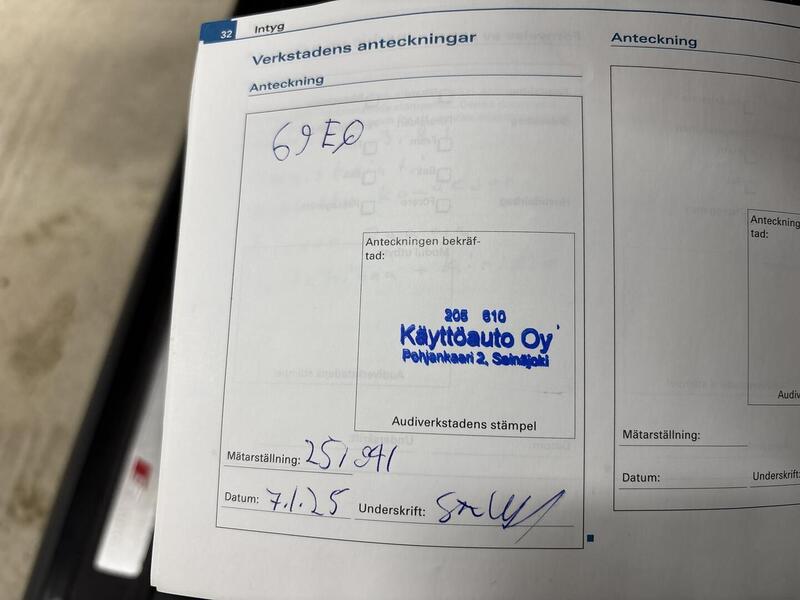 32 Intyg
Verkstadens anteckningar
Anteckning
69E0
Anteckningen bekräf-
tad:
205 610
Käyttöauto Oy
Pohjankaari 2, Seinäjoki
Audiverkstadens stämpel
Mätarställning: 251941
Datum: 7.1.25 Underskrift:
Anteckning
Anteckning
tad:
Audiv
Mätarställning:
Datum: Underskrift: